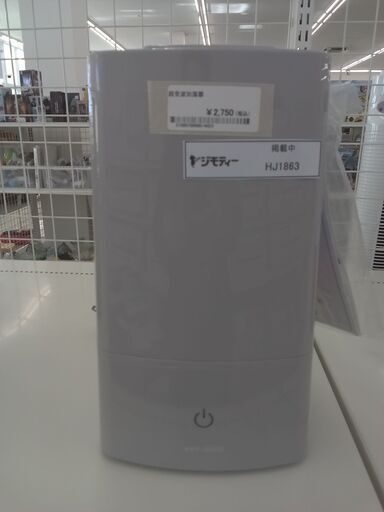 超音波加湿器
¥2,750(税込)
掲載中
ジモティー
HJ1863